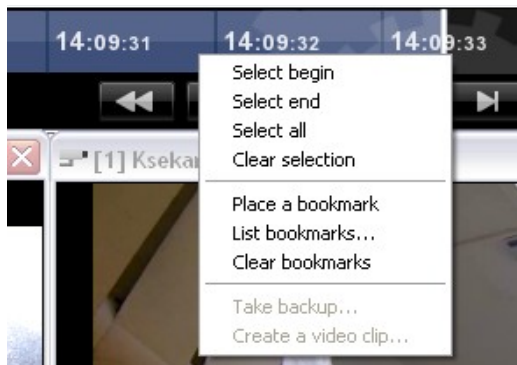 14:09:31 14:09:32 14:09:33
Select begin
Select end
Select all
Clear selection
[1] Ksekar
Place a bookmark
List bookmarks...
Clear bookmarks
Take backup...
Create a video clip...